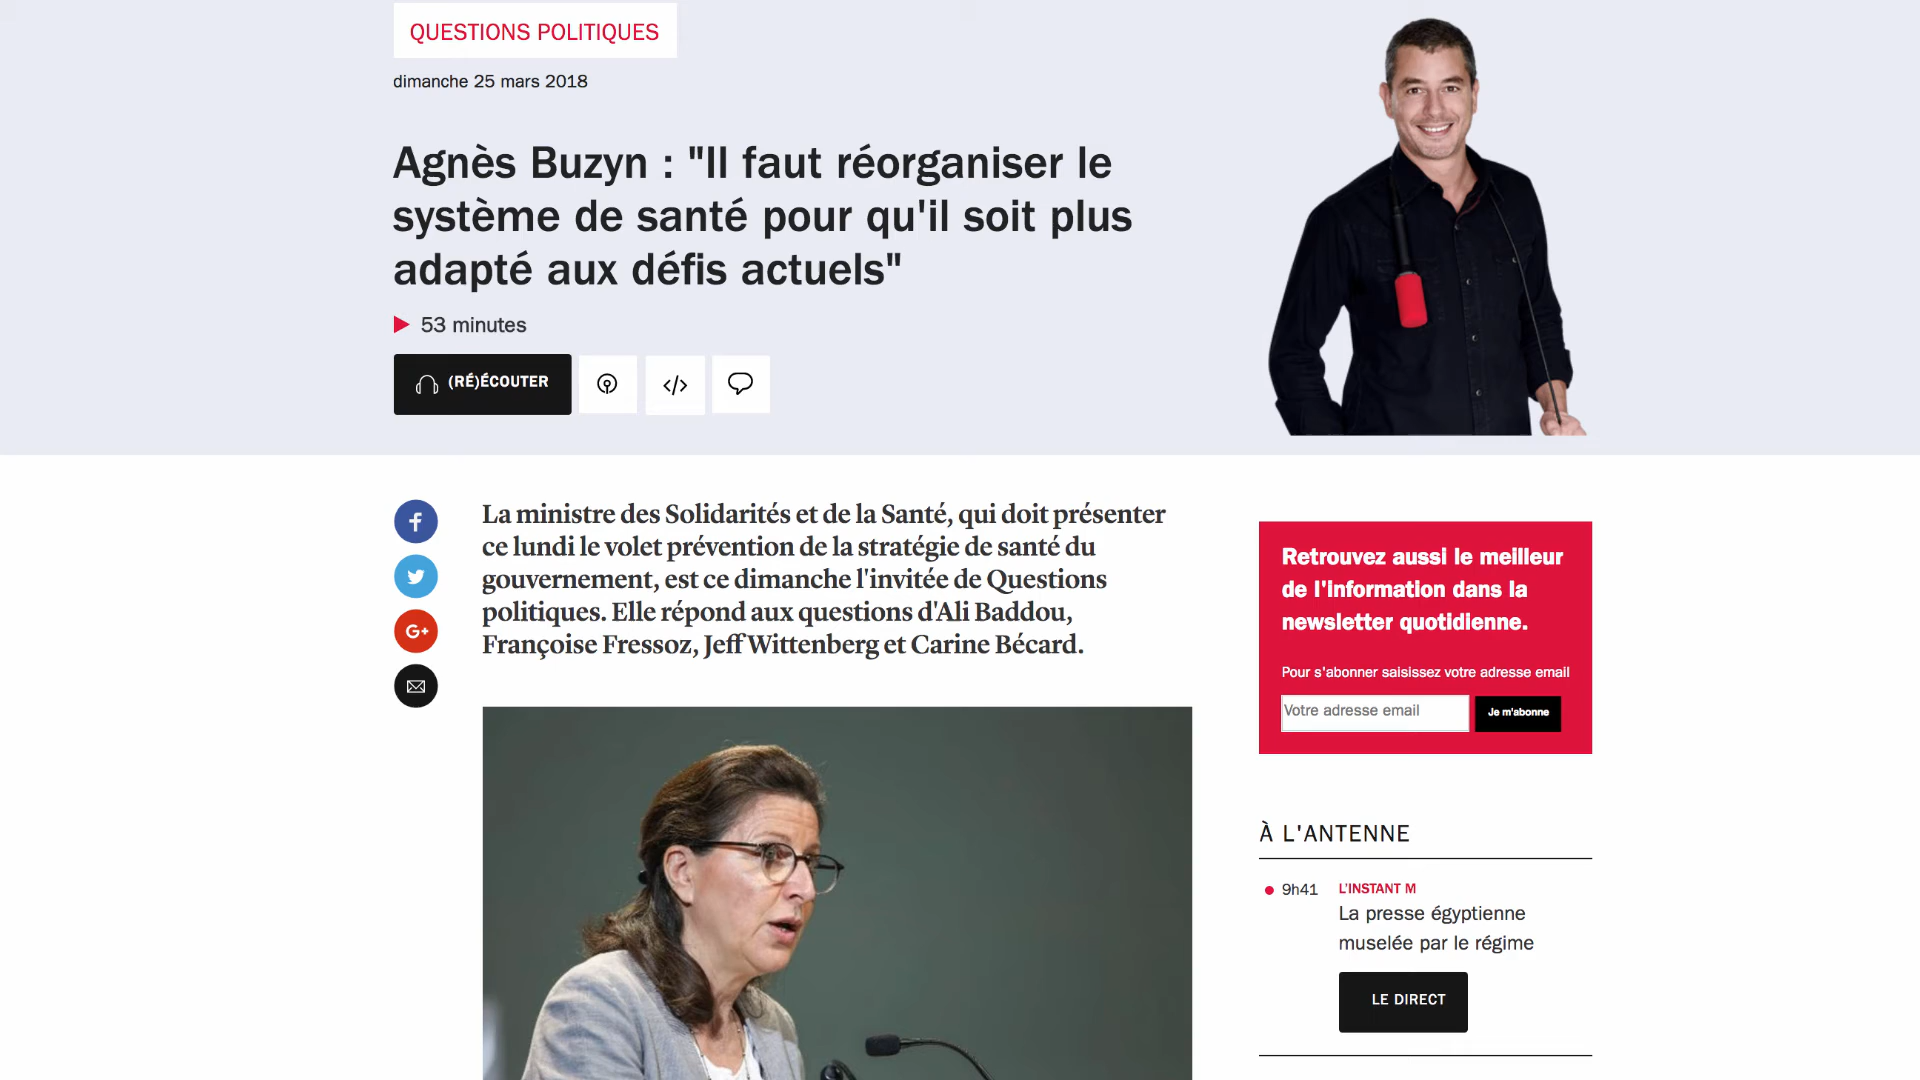 QUESTIONS POLITIQUES
dimanche 25 mars 2018
Agnès Buzyn : "Il faut réorganiser le
système de santé pour qu'il soit plus
adapté aux défis actuels"
53 minutes
(RÉ)ÉCOUTER
</>
La ministre des Solidarités et de la Santé, qui doit présenter
ce lundi le volet prévention de la stratégie de santé du
gouvernement, est ce dimanche l'invitée de Questions
politiques. Elle répond aux questions d'Ali Baddou,
Françoise Fressoz, Jeff Wittenberg et Carine Bécard.
f
G+
Retrouvez aussi le meilleur
de l'information dans la
newsletter quotidienne.
Pour s'abonner saisissez votre adresse email
Votre adresse email
Je m'abonne
À L'ANTENNE
9h41
L'INSTANT M
La presse égyptienne
muselée par le régime
LE DIRECT